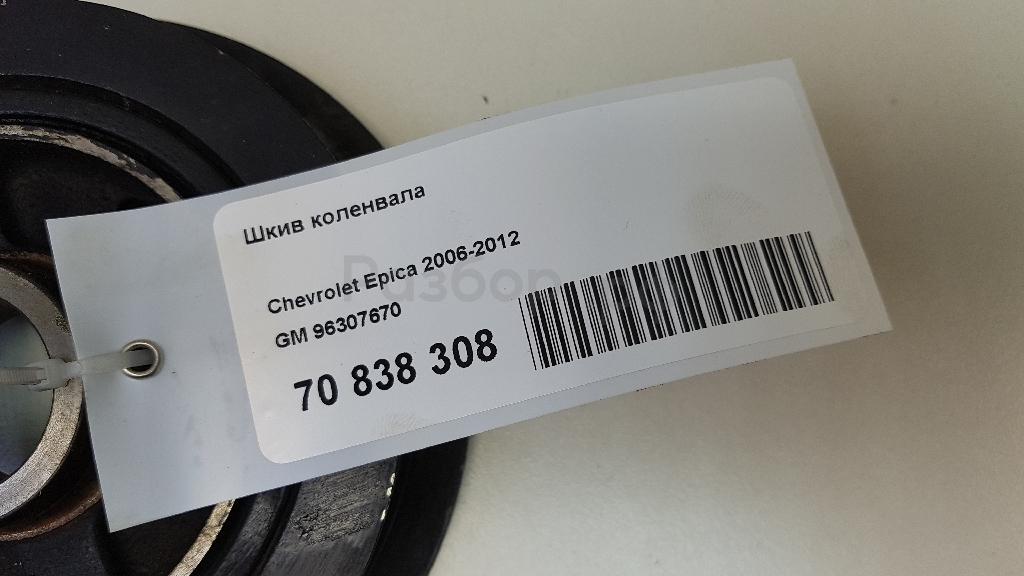 Шкив коленвала
Chevrolet Epica 2006-2012
GM 96307670
70 838 308